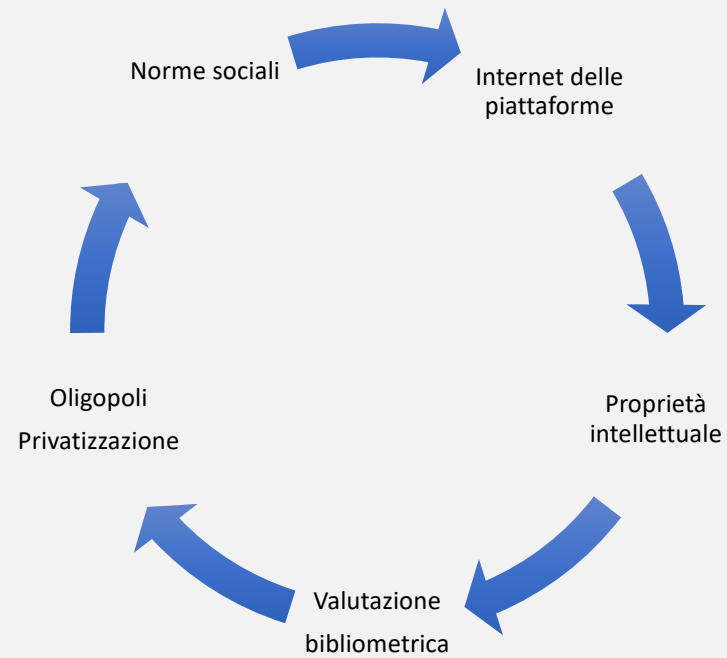 Norme sociali
Internet delle
piattaforme
Proprietà
intellettuale
Valutazione
bibliometrica
Oligopoli
Privatizzazione